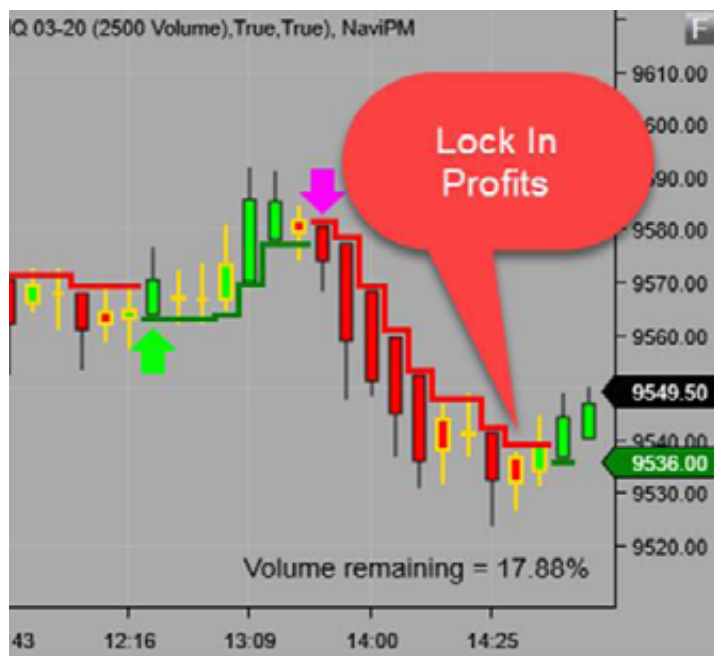 Q 03-20 (2500 Volume),True,True), NaviPM
F
9610.00
Lock In
Profits
9580.00
9570.00
9560.00
9549.50
9540.00
9536.00
9530.00
9520.00
Volume remaining = 17.88%
43 12:16 13:09 14:00 14:25